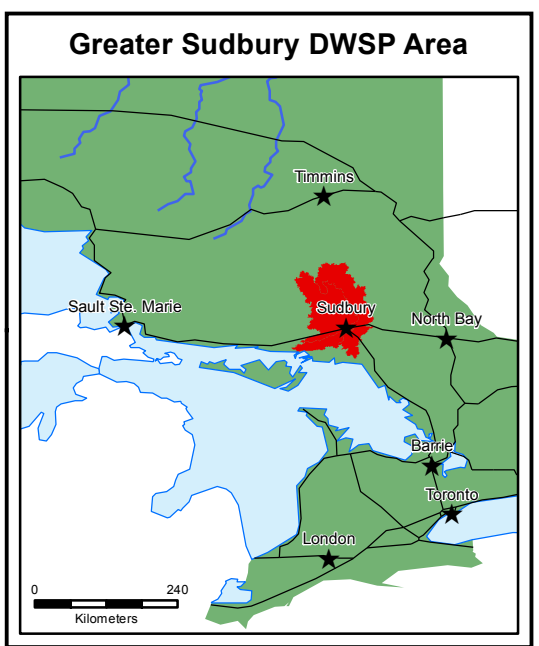 Greater Sudbury DWSP Area
Timmins
Sault Ste. Marie
Sudbury
North Bay
Barrie
Toronto
London
0 240
Kilometers